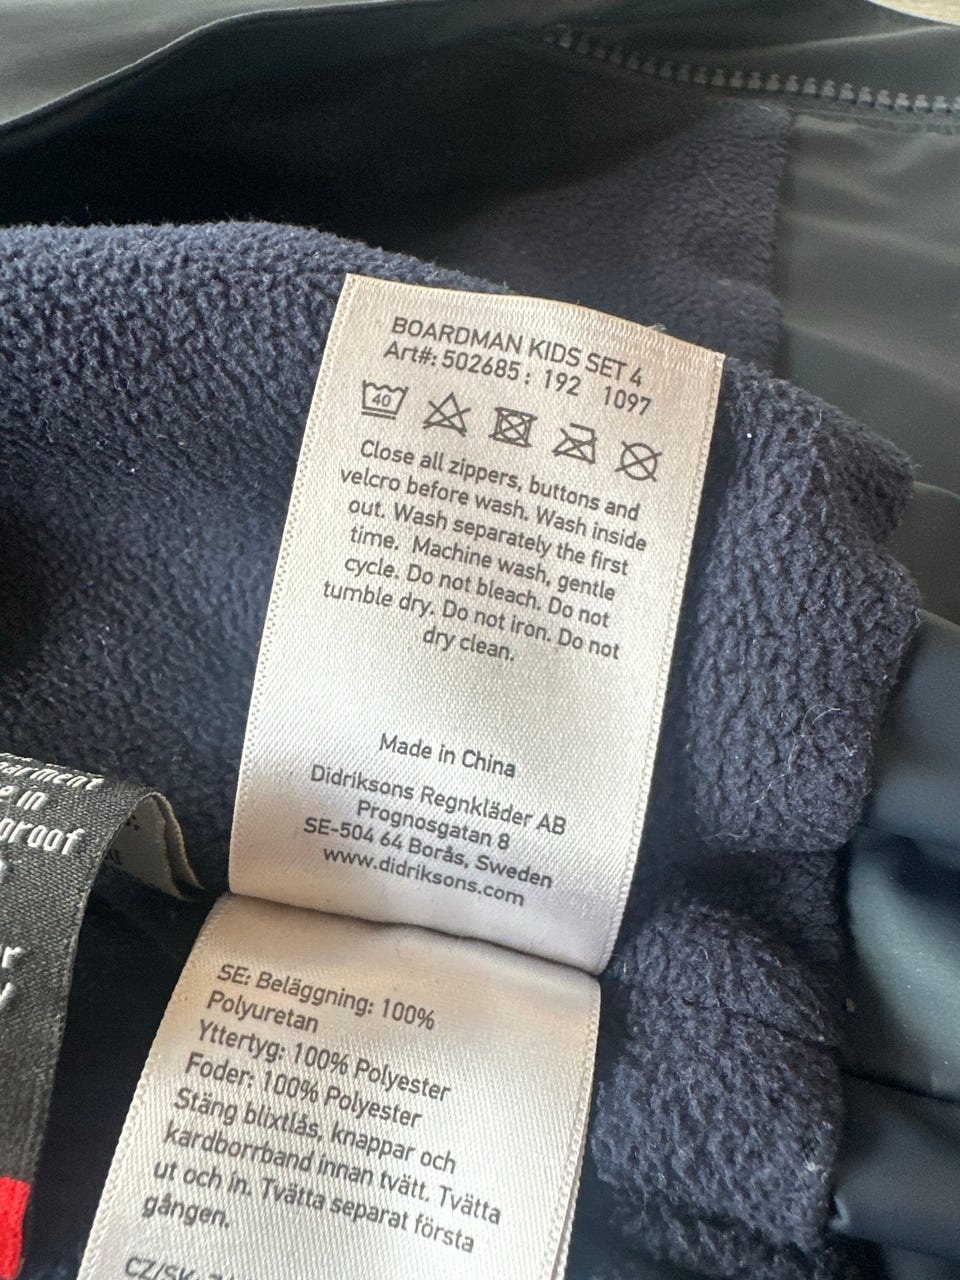 BOARDMAN KIDS SET 4
Art#: 502685 : 192 1097
40
Close all zippers, buttons and
velcro before wash. Wash inside
out. Wash separately the first
time. Machine wash, gentle
cycle. Do not bleach. Do not
tumble dry. Do not iron. Do not
dry clean.
Made in China
Didriksons Regnkläder AB
Prognosgatan 8
SE-504 64 Borås, Sweden
www.didriksons.com
SE: Beläggning: 100%
Polyuretan
Yttertyg: 100% Polyester
Foder: 100% Polyester
Stäng blixtlås, knappar och
kardborrband innan tvätt. Tvätta
ut och in. Tvätta separat första
gången.
CZ/SK:
in